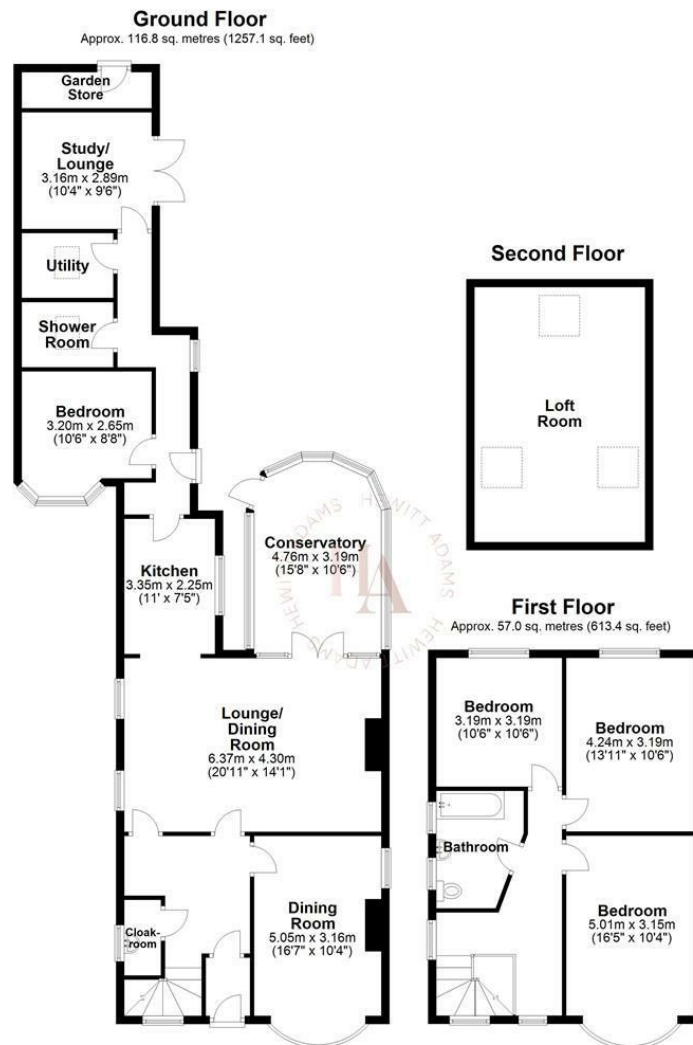 Ground Floor
Approx. 116.8 sq. metres (1257.1 sq. feet)
Garden
Store
Study/
Lounge
3.16m x 2.89m
(10'4" x 9'6")
Utility
Shower
Room
Bedroom
3.20m x 2.65m
(10'6" x 8'8")
Kitchen
3.35m x 2.25m
(11' x 7'5")
Conservatory
4.76m x 3.19m
(15'8" x 10'6")
HEWITT ADAMS HEWITT ADAMS HEWITT ADAMS
HA
Lounge/
Dining
Room
6.37m x 4.30m
(20'11" x 14'1")
Cloak-
room
Dining
Room
5.05m x 3.16m
(16'7" x 10'4")
Second Floor
Loft
Room
First Floor
Approx. 57.0 sq. metres (613.4 sq. feet)
Bedroom
3.19m x 3.19m
(10'6" x 10'6")
Bedroom
4.24m x 3.19m
(13'11" x 10'6")
Bathroom
Bedroom
5.01m x 3.15m
(16'5" x 10'4")